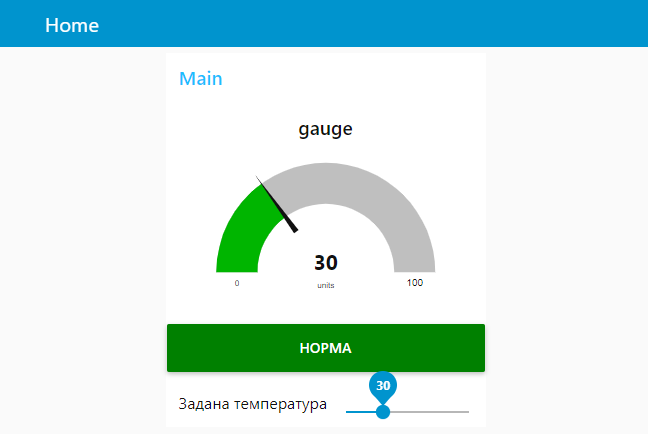 Home
Main
gauge
30
units
0
100
НОРМА
30
Задана температура